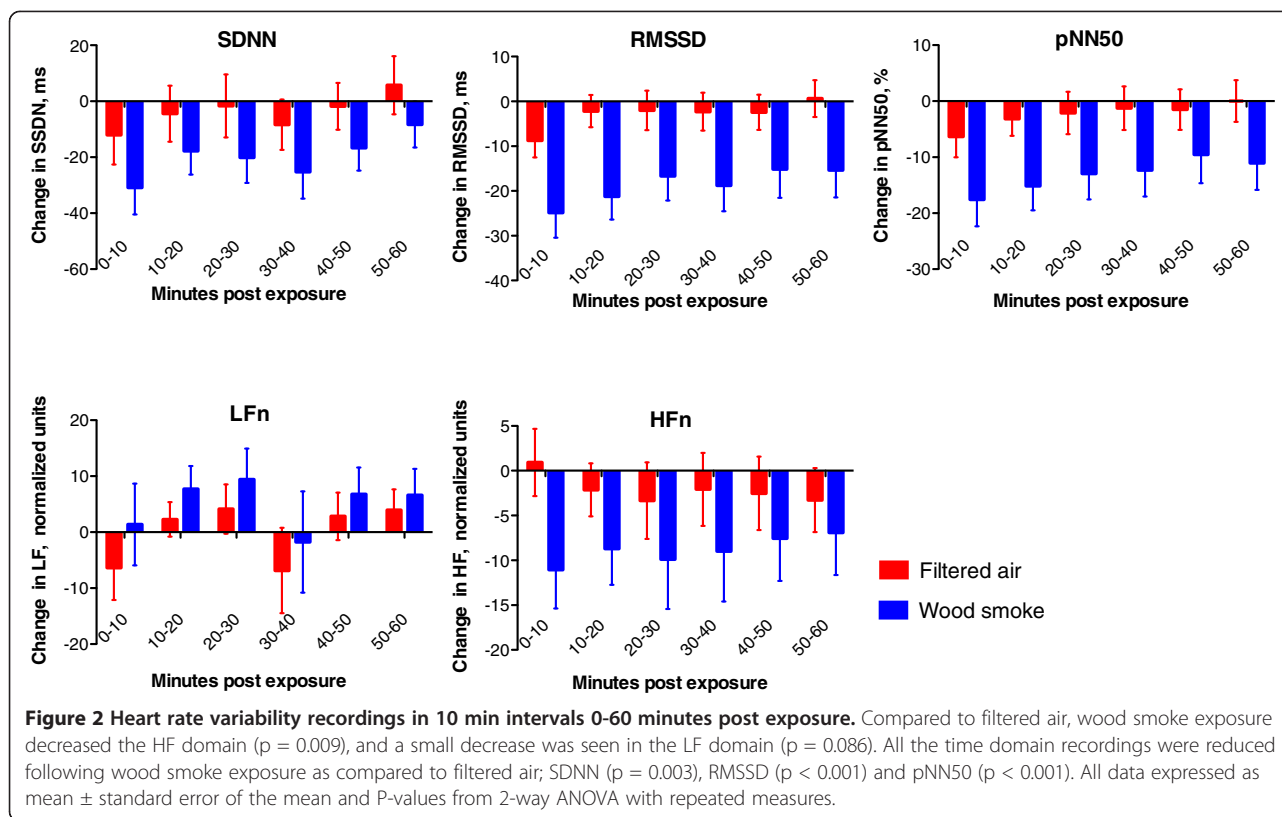 SDNN
RMSSD
pNN50
Change in SSDN, ms
20
0
-20
-40
-60
0-10
10-20
20-30
30-40
40-50
50-60
Minutes post exposure
Change in RMSSD, ms
10
0
-10
-20
-30
-40
0-10
10-20
20-30
30-40
40-50
50-60
Minutes post exposure
Change in pNN50, %
10
0
-10
-20
-30
0-10
10-20
20-30
30-40
40-50
50-60
Minutes post exposure
LFn
HFn
Change in LF, normalized units
20
10
0
-10
-20
0-10
10-20
20-30
30-40
40-50
50-60
Minutes post exposure
Change in HF, normalized units
5
0
-5
-10
-15
-20
0-10
10-20
20-30
30-40
40-50
50-60
Minutes post exposure
Filtered air
Wood smoke
Figure 2 Heart rate variability recordings in 10 min intervals 0-60 minutes post exposure. Compared to filtered air, wood smoke exposure
decreased the HF domain (p = 0.009), and a small decrease was seen in the LF domain (p = 0.086). All the time domain recordings were reduced
following wood smoke exposure as compared to filtered air; SDNN (p = 0.003), RMSSD (p < 0.001) and pNN50 (p < 0.001). All data expressed as
mean ± standard error of the mean and P-values from 2-way ANOVA with repeated measures.